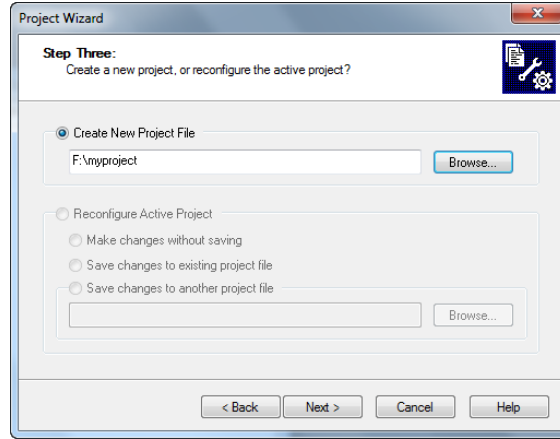 Project Wizard
Step Three:
Create a new project, or reconfigure the active project?
Create New Project File
F:\myproject
Browse...
Reconfigure Active Project
Make changes without saving
Save changes to existing project file
Save changes to another project file
Browse...
< Back
Next >
Cancel
Help